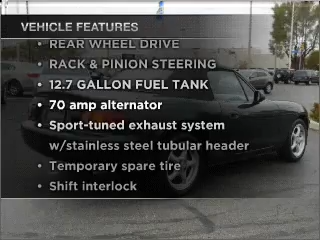 VEHICLE FEATURES
• REAR WHEEL DRIVE
• RACK & PINION STEERING
• 12.7 GALLON FUEL TANK
• 70 amp alternator
• Sport-tuned exhaust system
w/stainless steel tubular header
• Temporary spare tire
• Shift interlock